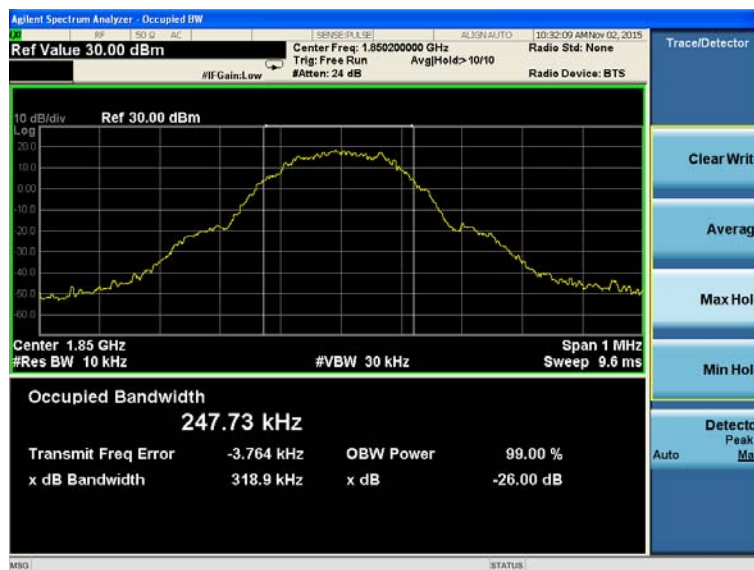 Agilent Spectrum Analyzer - Occupied BW
RF 50 Ω AC SENSE:PULSE ALIGN AUTO 10:32:09 AM Nov 02, 2015
Ref Value 30.00 dBm
Center Freq: 1.850200000 GHz
Radio Std: None
Trig: Free Run Avg|Hold:>10/10
#IFGain:Low
#Atten: 24 dB
Radio Device: BTS
10 dB/div Ref 30.00 dBm
Log
20.0
10.0
0.00
-10.0
-20.0
-30.0
-40.0
-50.0
-60.0
Center 1.85 GHz
Span 1 MHz
#Res BW 10 kHz
#VBW 30 kHz
Sweep 9.6 ms
Occupied Bandwidth
247.73 kHz
Transmit Freq Error -3.764 kHz OBW Power 99.00 %
x dB Bandwidth 318.9 kHz x dB -26.00 dB
MSG
STATUS
Trace/Detector
Clear Writ
Averag
Max Hol
Min Hol
Detecto
Peak
Auto Ma